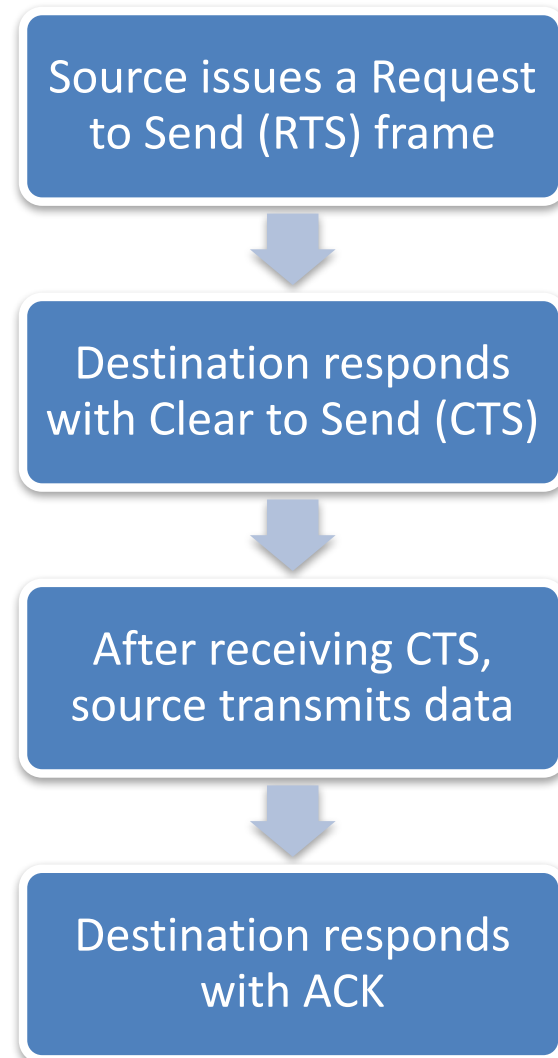 Source issues a Request
to Send (RTS) frame
Destination responds
with Clear to Send (CTS)
After receiving CTS,
source transmits data
Destination responds
with ACK